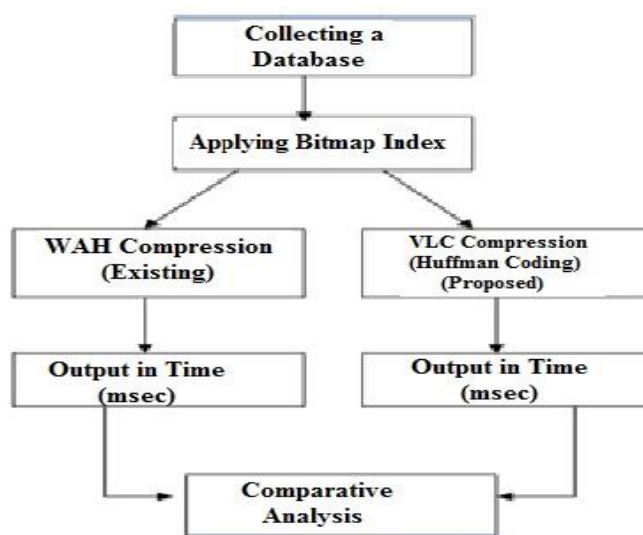 Collecting a
Database
Applying Bitmap Index
WAH Compression
(Existing)
VLC Compression
(Huffman Coding)
(Proposed)
Output in Time
(msec)
Output in Time
(msec)
Comparative
Analysis